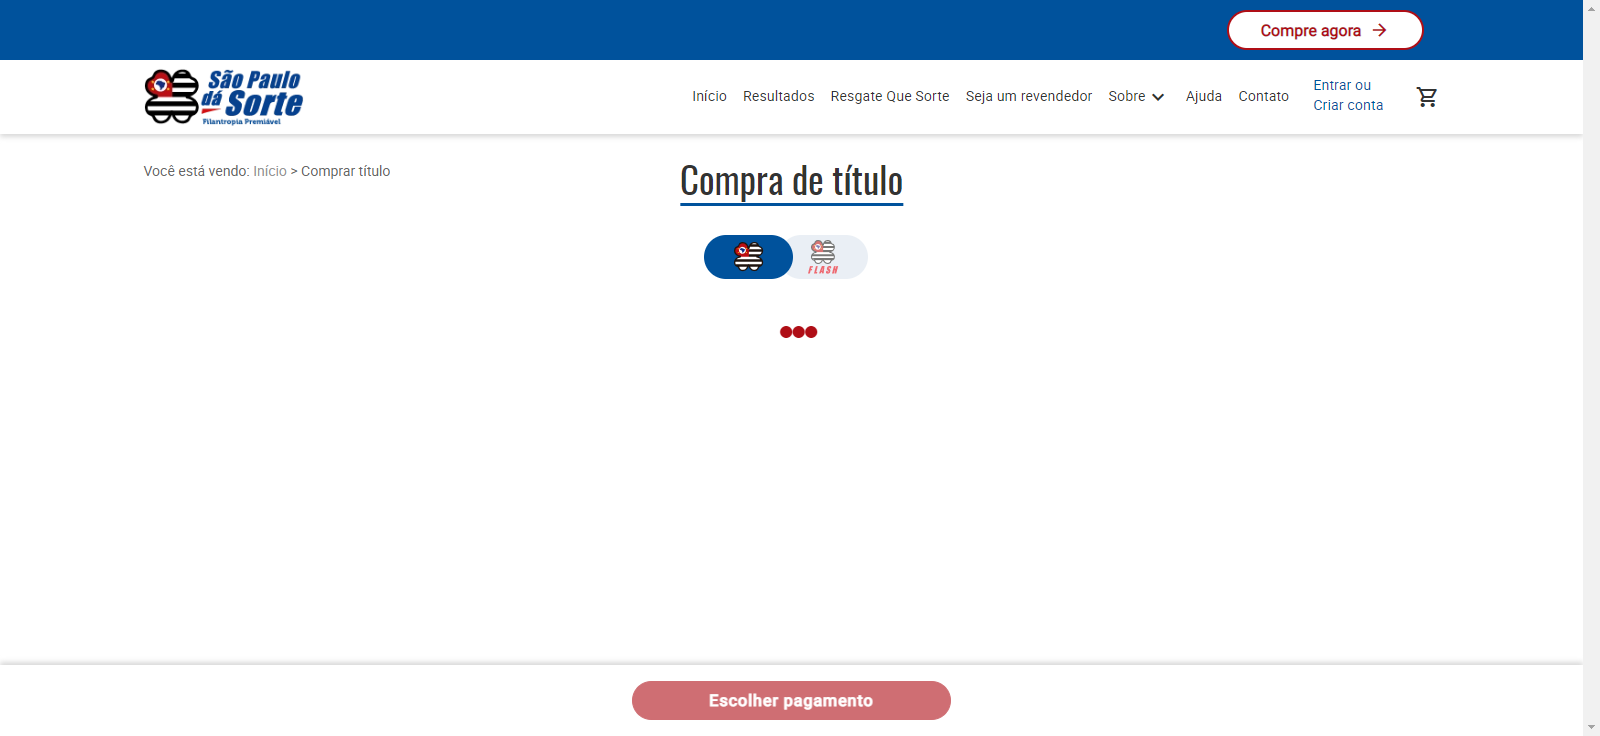 Compre agora
São Paulo
dá Sorte
Filantropia Premiável
Início Resultados Resgate Que Sorte Seja um revendedor Sobre Ajuda Contato
Entrar ou
Criar conta
Você está vendo: Início > Comprar título
Compra de título
FLASH
Escolher pagamento